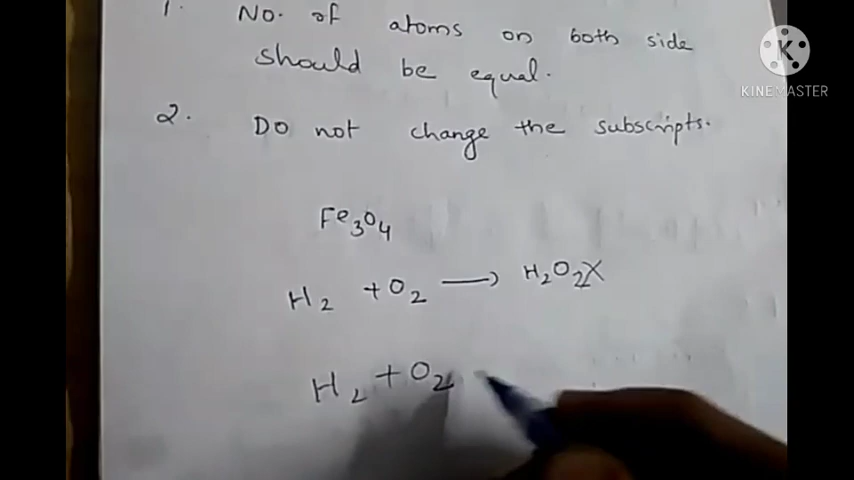 1. No. of atoms on both side
should be equal.
2. Do not change the subscripts.
Fe3O4
H2 + O2 ⟶ H2O2X
H2 + O2
K
KINEMASTER